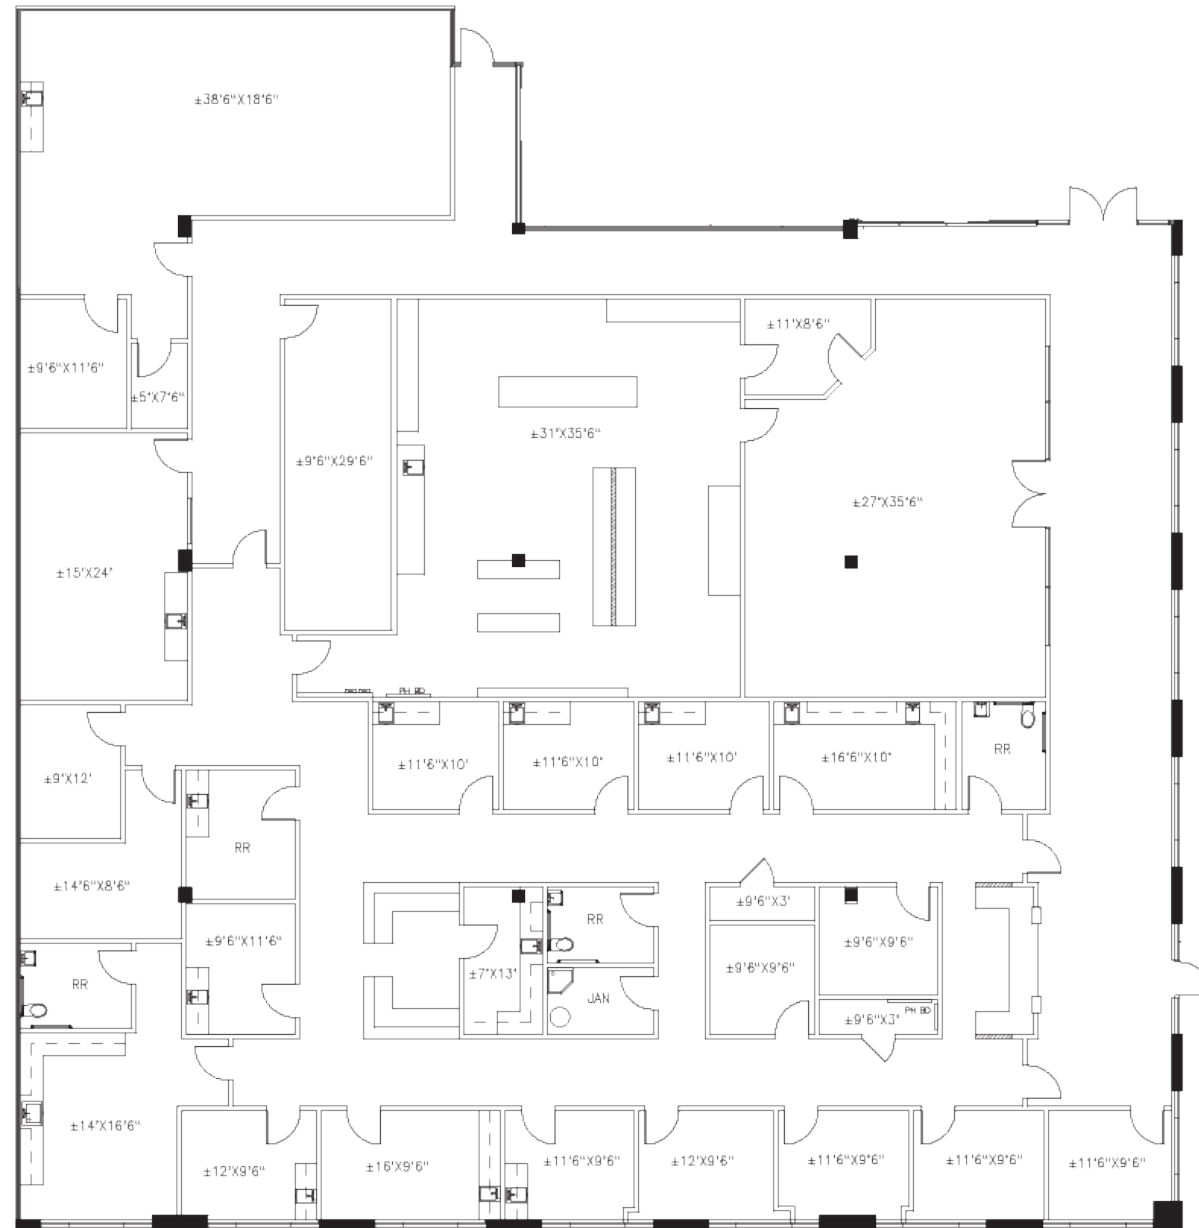 ±38'6"X18'6"
±11'X8'6"
±9'6"X11'6"
±5'X7'6"
±31'X35'6"
±9'6"X29'6"
±27'X35'6"
±15'X24'
PH BD
±9'X12'
±11'6"X10'
±11'6"X10'
±11'6"X10'
±16'6"X10'
RR
RR
±14'6"X8'6"
±9'6"X3'
RR
±9'6"X11'6"
±9'6"X9'6"
±7'X13'
±9'6"X9'6"
RR
JAN
±9'6"X3'
PH BD
±14'X16'6"
±12'X9'6"
±16'X9'6"
±11'6"X9'6"
±12'X9'6"
±11'6"X9'6"
±11'6"X9'6"
±11'6"X9'6"